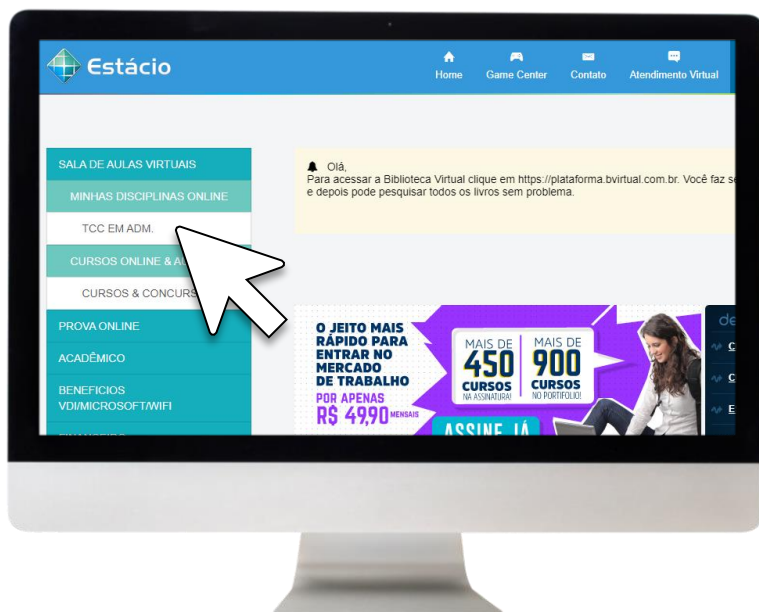 Estácio
Home
Game Center
Contato
Atendimento Virtual
SALA DE AULAS VIRTUAIS
MINHAS DISCIPLINAS ONLINE
TCC EM ADM.
CURSOS ONLINE &
CURSOS &
PROVA ONLINE
ACADÊMICO
BENEFICIOS
VDI/MICROSOFT/WIFI
Olá,
Para acessar a Biblioteca Virtual clique em https://plataforma.bvirtual.com.br. Você faz
e depois pode pesquisar todos os livros sem problema.
O JEITO MAIS
RÁPIDO PARA
ENTRAR NO
MERCADO
DE TRABALHO
POR APENAS
R$ 49,90 MENSAIS
MAIS DE
450
CURSOS
NA ASSINATURA!
MAIS DE
900
CURSOS
NO PORTIFÓLIO!
ASSINE JÁ